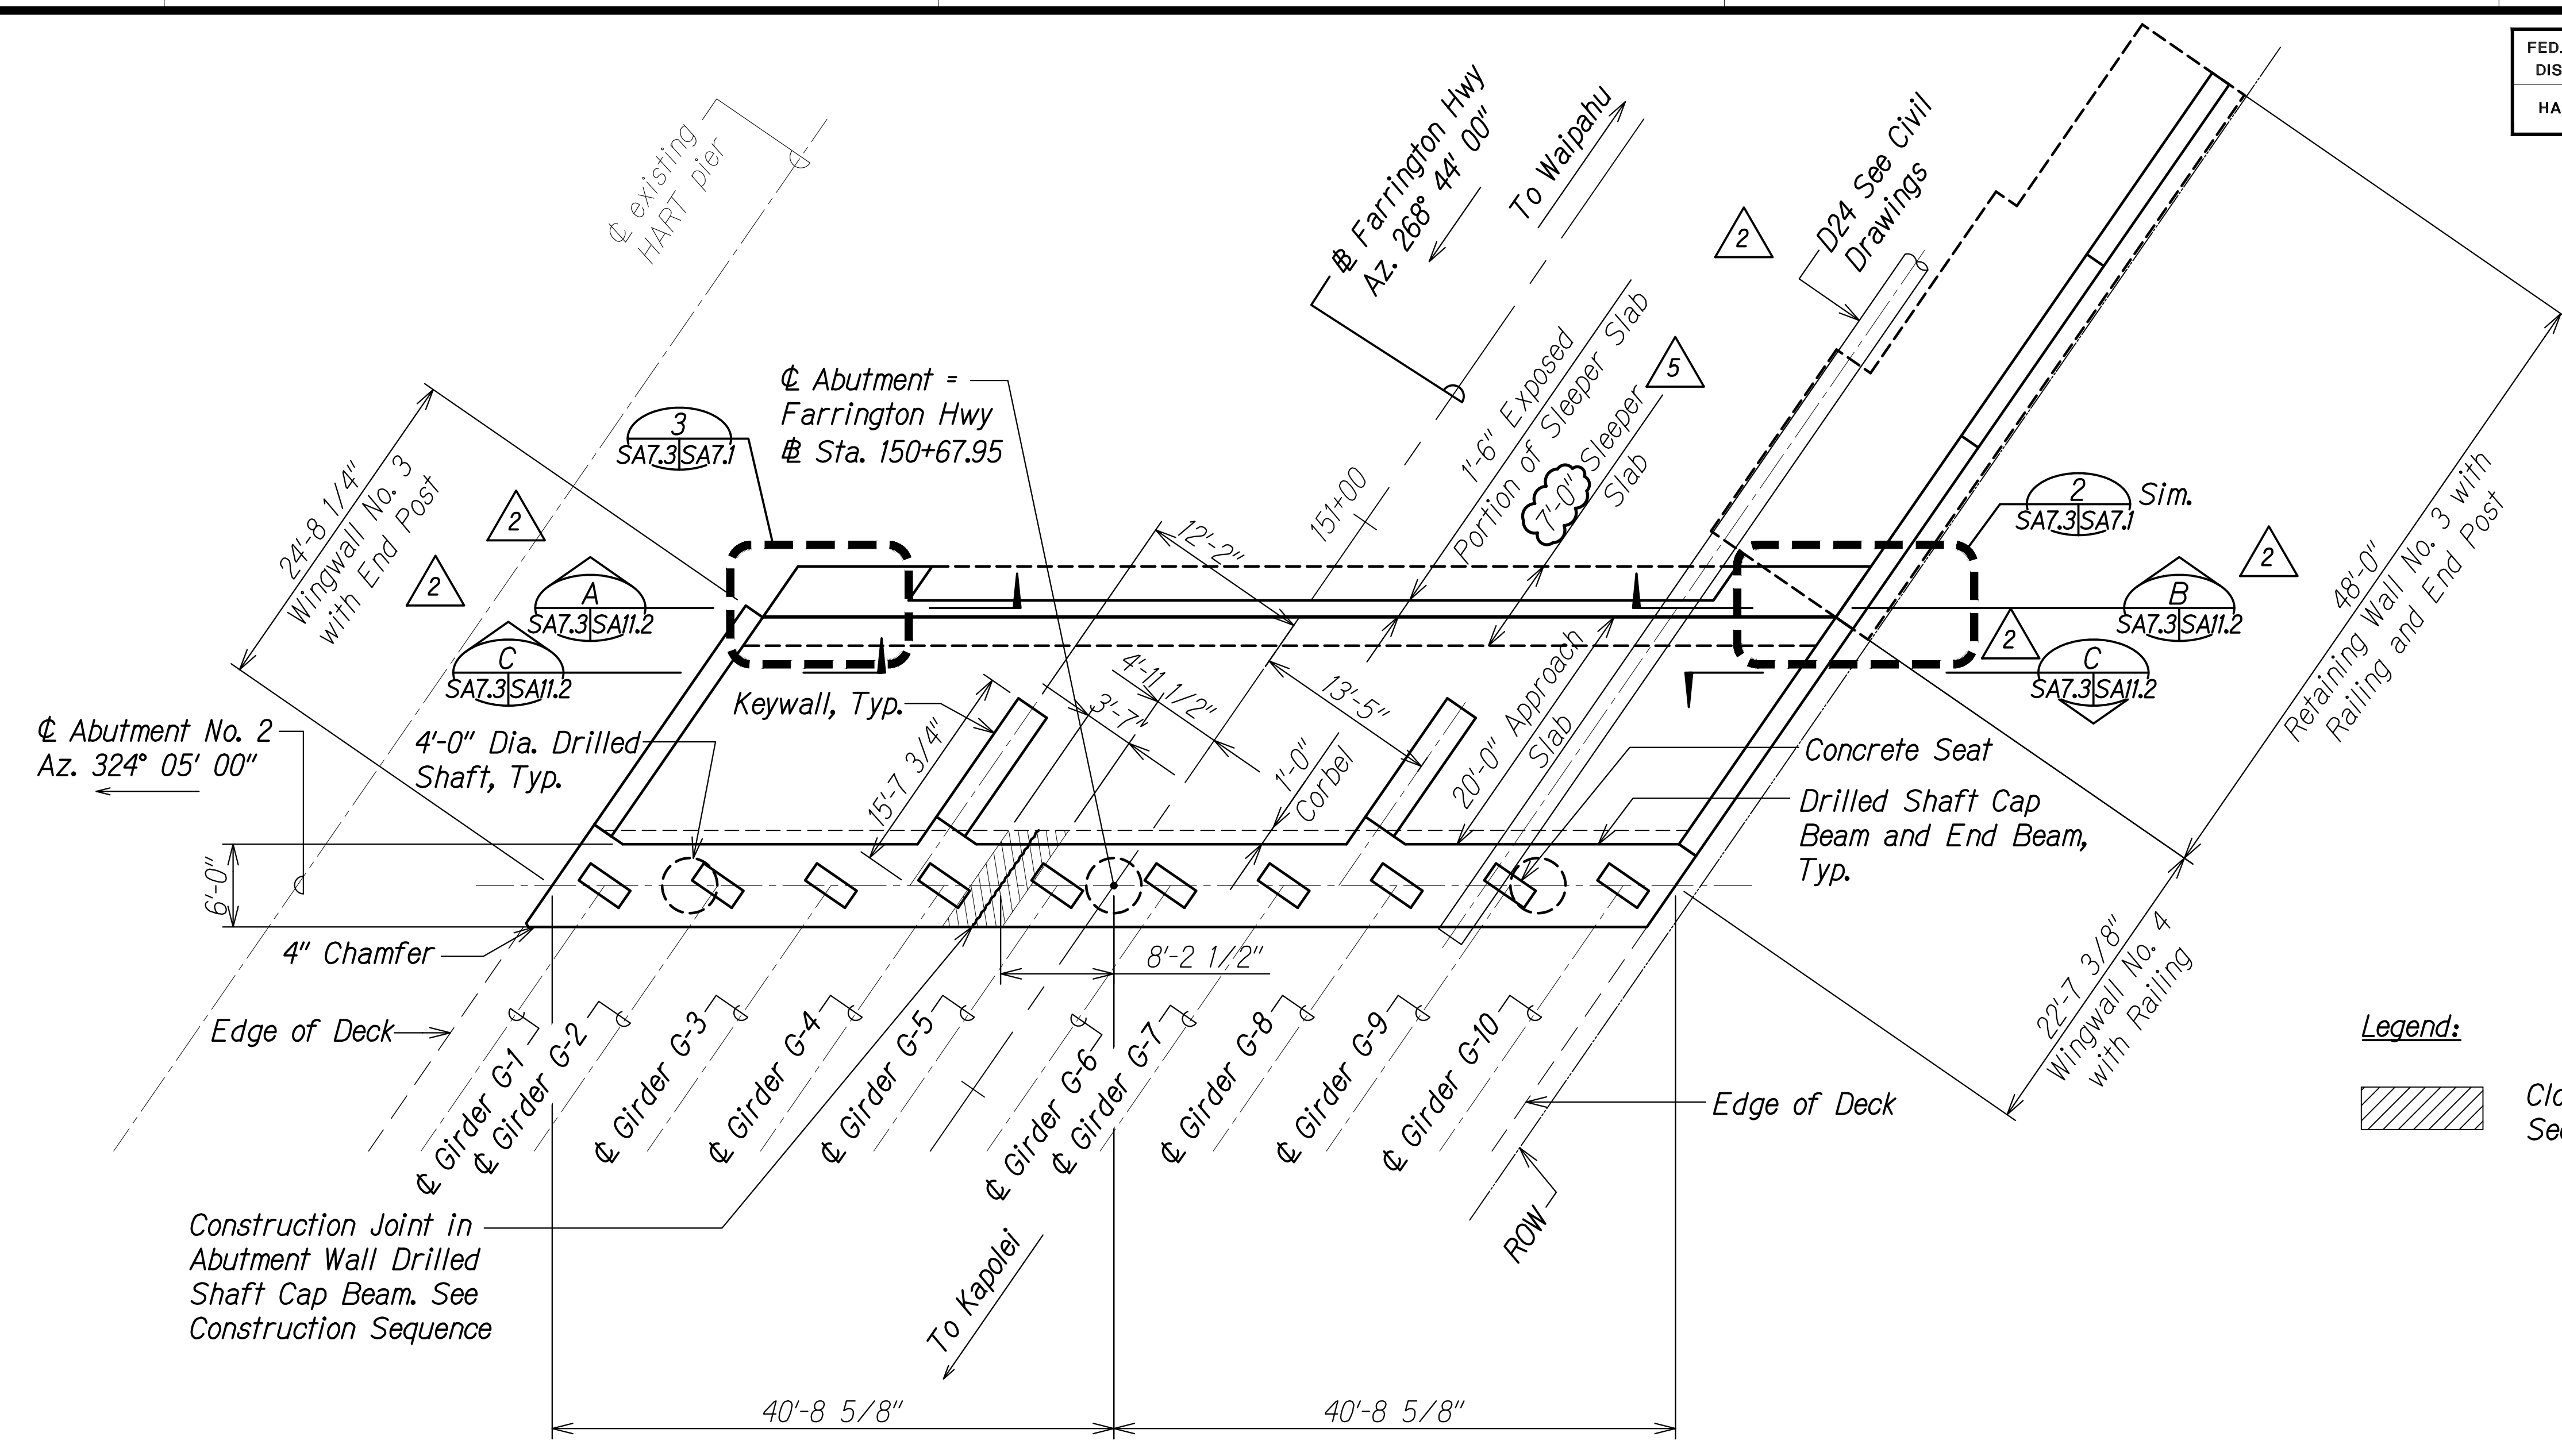 FED.
DIS
HA
℄ existing
HART pier
℄ Abutment =
Farrington Hwy
BL Sta. 150+67.95
BL Farrington Hwy
Az. 268° 44' 00"
To Waipahu
D24 See Civil
Drawings
2
1'-6" Exposed
Portion of Sleeper Slab
7'-0" Sleeper
Slab
5
151+00
3
SA7.3 SA7.1
24'-8 1/4"
Wingwall No. 3
with End Post
2
2
A
SA7.3 SA11.2
C
SA7.3 SA11.2
2 Sim.
SA7.3 SA7.1
B
SA7.3 SA11.2
2
2
C
SA7.3 SA11.2
48'-0"
Retaining Wall No. 3 with
Railing and End Post
12'-2"
4'-11 1/2"
3'-7"
13'-5"
Keywall, Typ.
15'-7 3/4"
1'-0"
Corbel
20'-0" Approach
Slab
℄ Abutment No. 2
Az. 324° 05' 00"
4'-0" Dia. Drilled
Shaft, Typ.
Concrete Seat
Drilled Shaft Cap
Beam and End Beam,
Typ.
6'-0"
4" Chamfer
8'-2 1/2"
22'-7 3/8"
Wingwall No. 4
with Railing
Edge of Deck
℄ Girder G-1
℄ Girder G-2
℄ Girder G-3
℄ Girder G-4
℄ Girder G-5
℄ Girder G-6
℄ Girder G-7
℄ Girder G-8
℄ Girder G-9
℄ Girder G-10
Edge of Deck
ROW
Legend:
Clo
Se
Construction Joint in
Abutment Wall Drilled
Shaft Cap Beam. See
Construction Sequence
To Kapolei
40'-8 5/8"
40'-8 5/8"